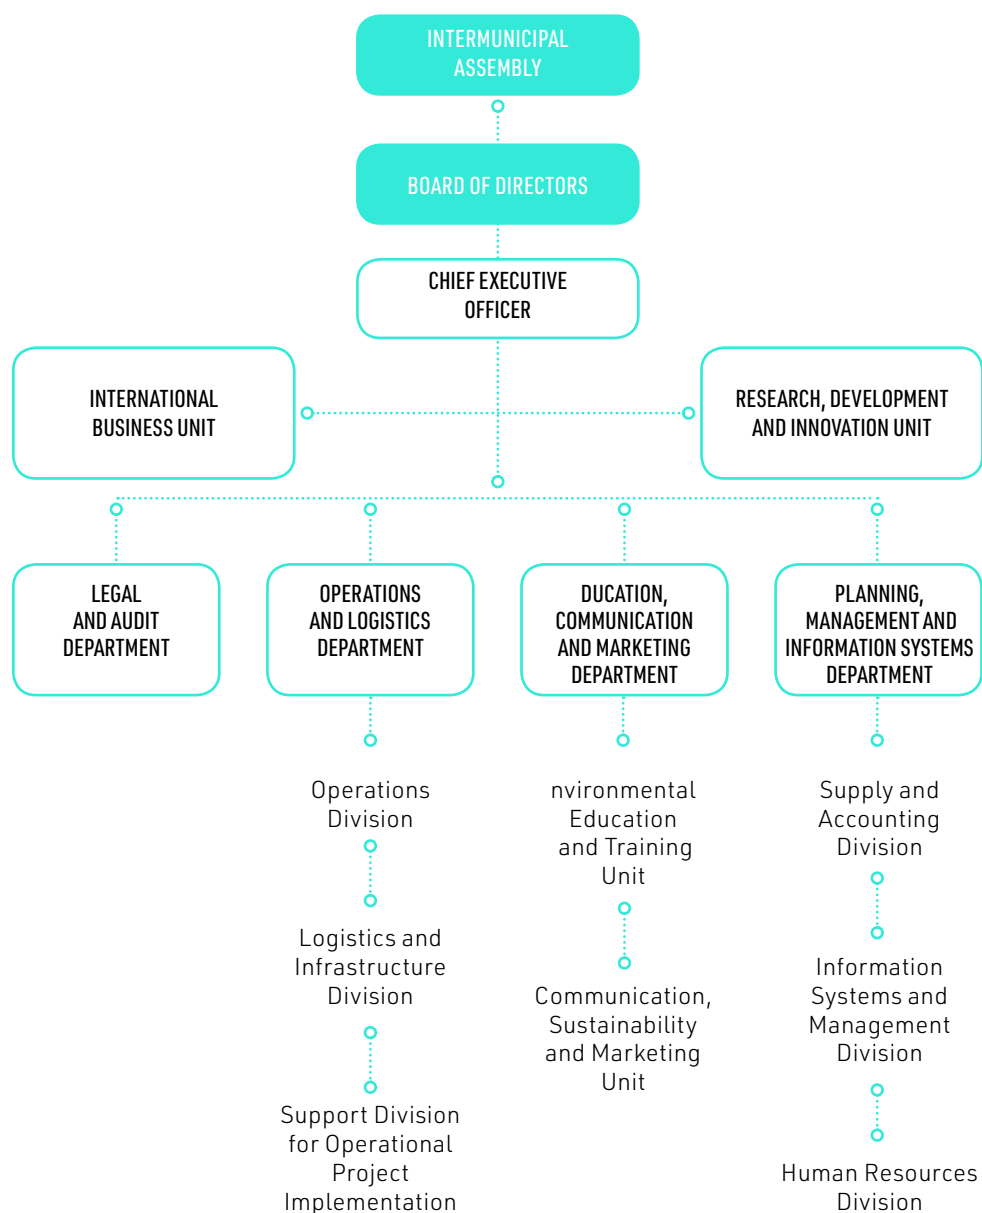 INTERMUNICIPAL
ASSEMBLY
BOARD OF DIRECTORS
CHIEF EXECUTIVE
OFFICER
INTERNATIONAL
BUSINESS UNIT
RESEARCH, DEVELOPMENT
AND INNOVATION UNIT
LEGAL
AND AUDIT
DEPARTMENT
OPERATIONS
AND LOGISTICS
DEPARTMENT
DUCATION,
COMMUNICATION
AND MARKETING
DEPARTMENT
PLANNING,
MANAGEMENT AND
INFORMATION SYSTEMS
DEPARTMENT
Operations
Division
Logistics and
Infrastructure
Division
Support Division
for Operational
Project
Implementation
nvironmental
Education
and Training
Unit
Communication,
Sustainability
and Marketing
Unit
Supply and
Accounting
Division
Information
Systems and
Management
Division
Human Resources
Division